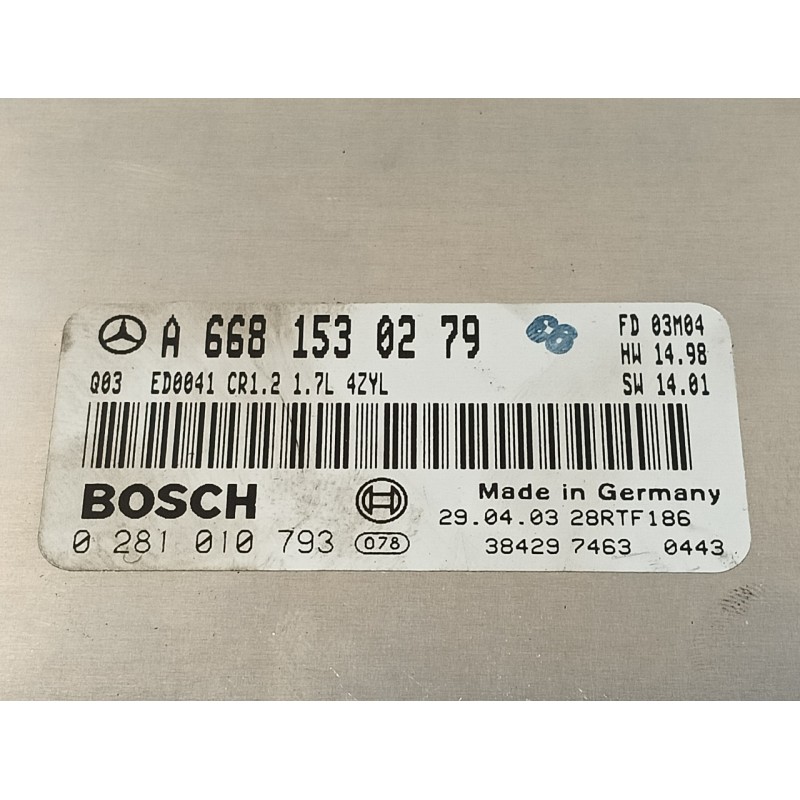 A 668 153 02 79 66 FD 03M04
HW 14.98
Q03 ED0041 CR1.2 1.7L 4ZYL SW 14.01
BOSCH Made in Germany
29.04.03 28RTF186
0 281 010 793 078 38429 7463 0443